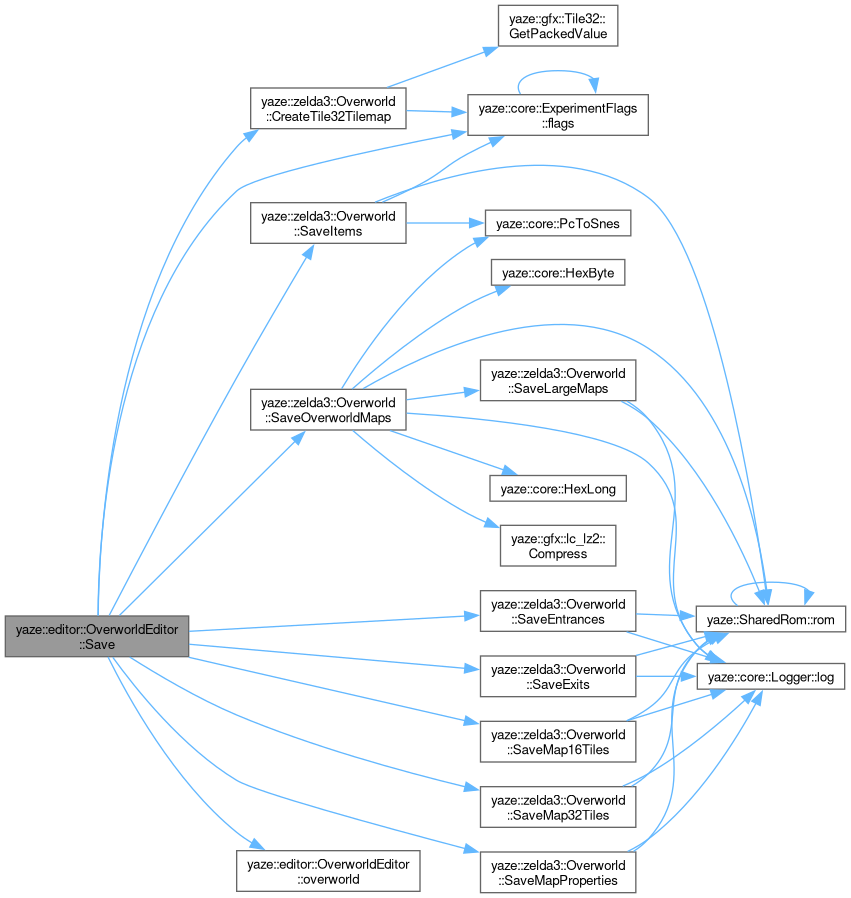 yaze::gfx::Tile32::
GetPackedValue
yaze::zelda3::Overworld
::CreateTile32Tilemap
yaze::core::ExperimentFlags
::flags
yaze::zelda3::Overworld
::SaveItems
yaze::core::PcToSnes
yaze::core::HexByte
yaze::zelda3::Overworld
::SaveLargeMaps
yaze::zelda3::Overworld
::SaveOverworldMaps
yaze::core::HexLong
yaze::gfx::lc_lz2::
Compress
yaze::editor::OverworldEditor
::Save
yaze::zelda3::Overworld
::SaveEntrances
yaze::SharedRom::rom
yaze::zelda3::Overworld
::SaveExits
yaze::core::Logger::log
yaze::zelda3::Overworld
::SaveMap16Tiles
yaze::zelda3::Overworld
::SaveMap32Tiles
yaze::editor::OverworldEditor
::overworld
yaze::zelda3::Overworld
::SaveMapProperties